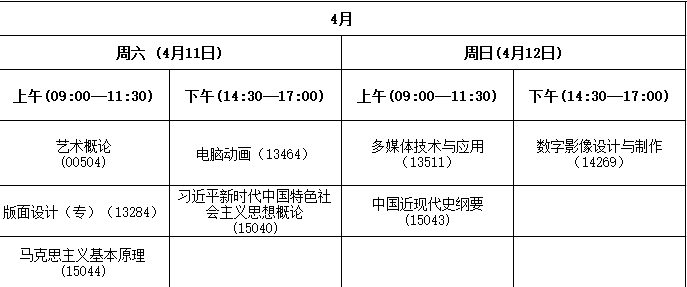 4月
周六 (4月11日)
周日(4月12日)
上午(09:00—11:30)
下午(14:30—17:00)
上午(09:00—11:30)
下午(14:30—17:00)
艺术概论
(00504)
电脑动画（13464）
多媒体技术与应用
（13511）
数字影像设计与制作
（14269）
版面设计（专）（13284）
习近平新时代中国特色社
会主义思想概论
(15040)
中国近现代史纲要
(15043)
马克思主义基本原理
(15044)